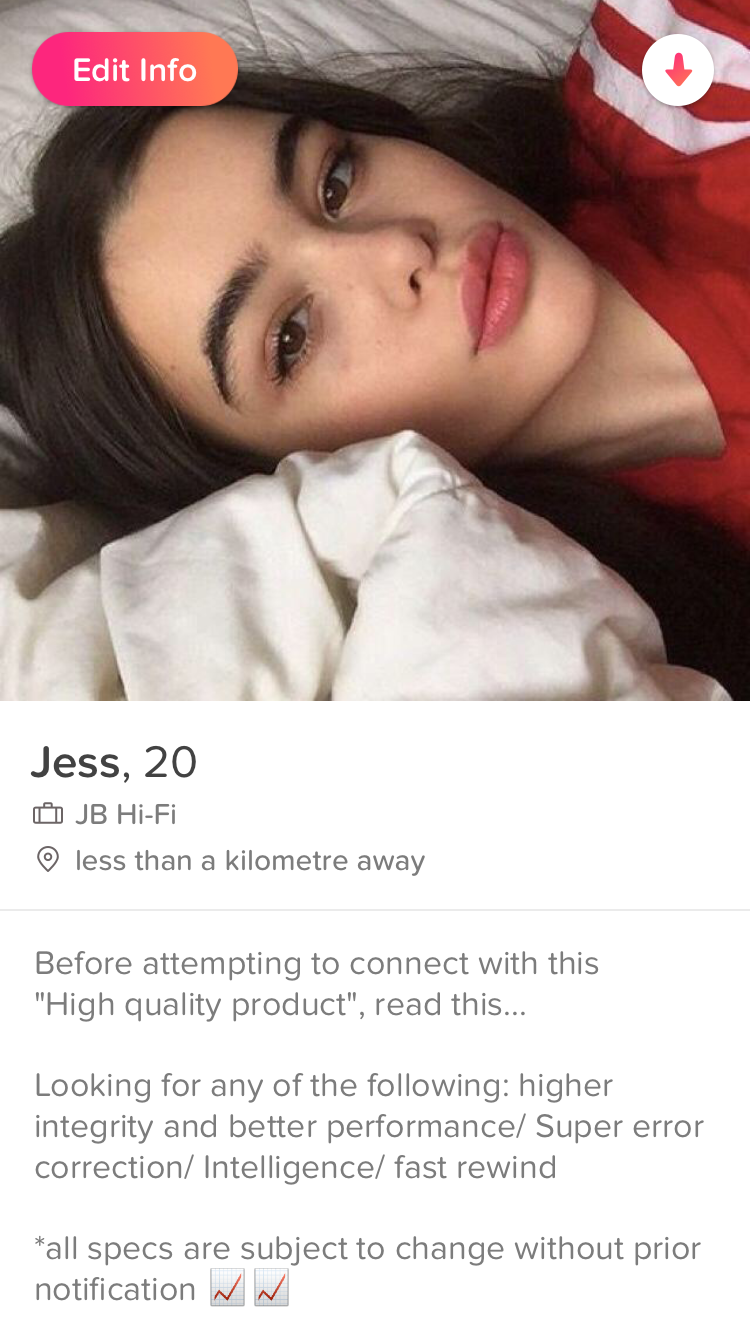 Edit Info
Jess, 20
JB Hi-Fi
less than a kilometre away
Before attempting to connect with this
"High quality product", read this...
Looking for any of the following: higher
integrity and better performance/ Super error
correction/ Intelligence/ fast rewind
*all specs are subject to change without prior
notification 📈 📈